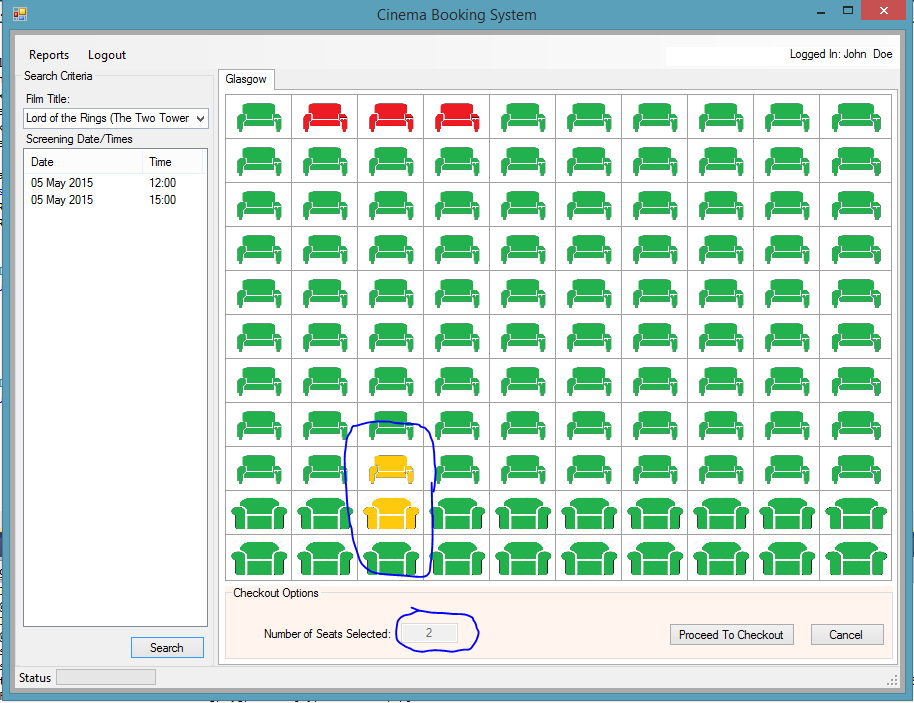 Cinema Booking System
Reports Logout
Logged In: John Doe
Search Criteria
Film Title:
Lord of the Rings (The Two Tower
Screening Date/Times
Date Time
05 May 2015 12:00
05 May 2015 15:00
Search
Status
Glasgow
Checkout Options
Number of Seats Selected: 2
Proceed To Checkout
Cancel